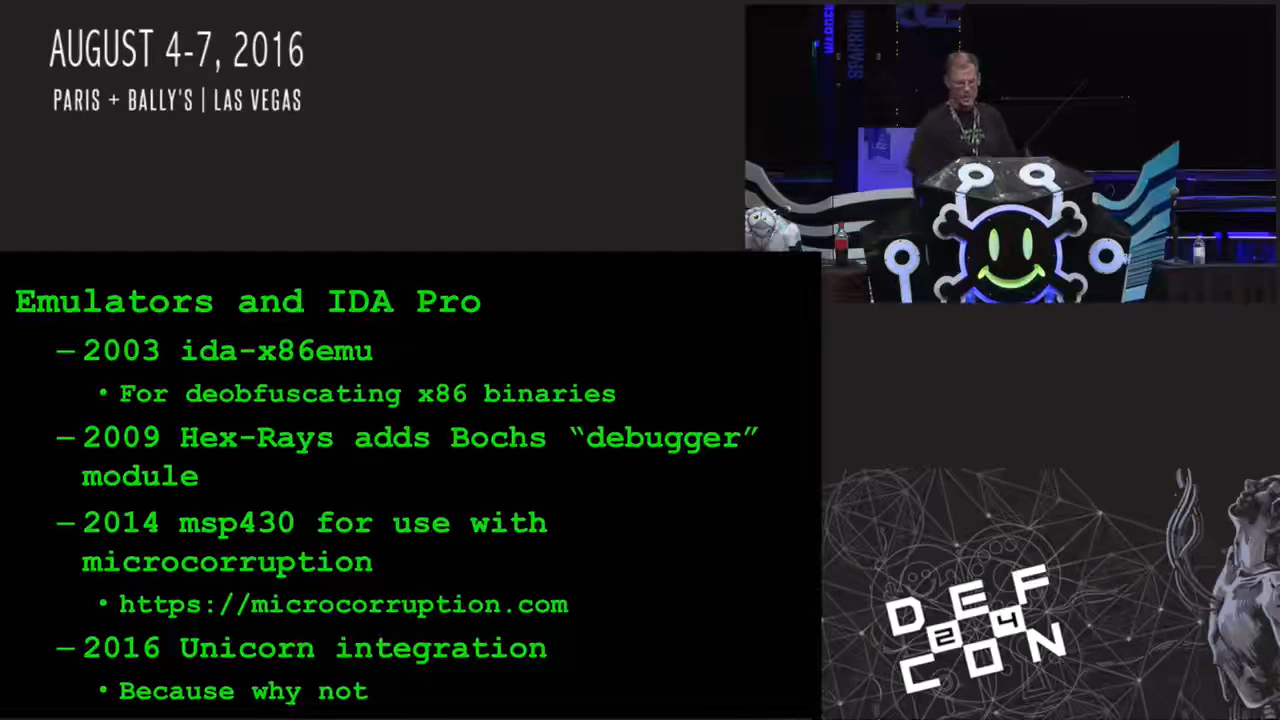 AUGUST 4-7, 2016
PARIS + BALLY'S | LAS VEGAS
SPARRING
Emulators and IDA Pro
– 2003 ida-x86emu
• For deobfuscating x86 binaries
– 2009 Hex-Rays adds Bochs “debugger”
module
– 2014 msp430 for use with
microcorruption
• https://microcorruption.com
– 2016 Unicorn integration
• Because why not
DEF
24
CON